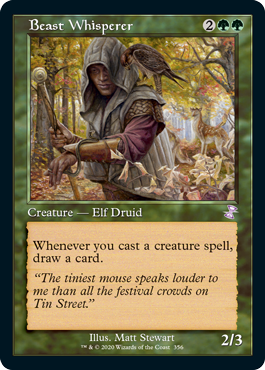 Beast Whisperer 2
Creature — Elf Druid
Whenever you cast a creature spell,
draw a card.
“The tiniest mouse speaks louder to
me than all the festival crowds on
Tin Street.”
Illus. Matt Stewart
™ & © 2020 Wizards of the Coast 356
2/3